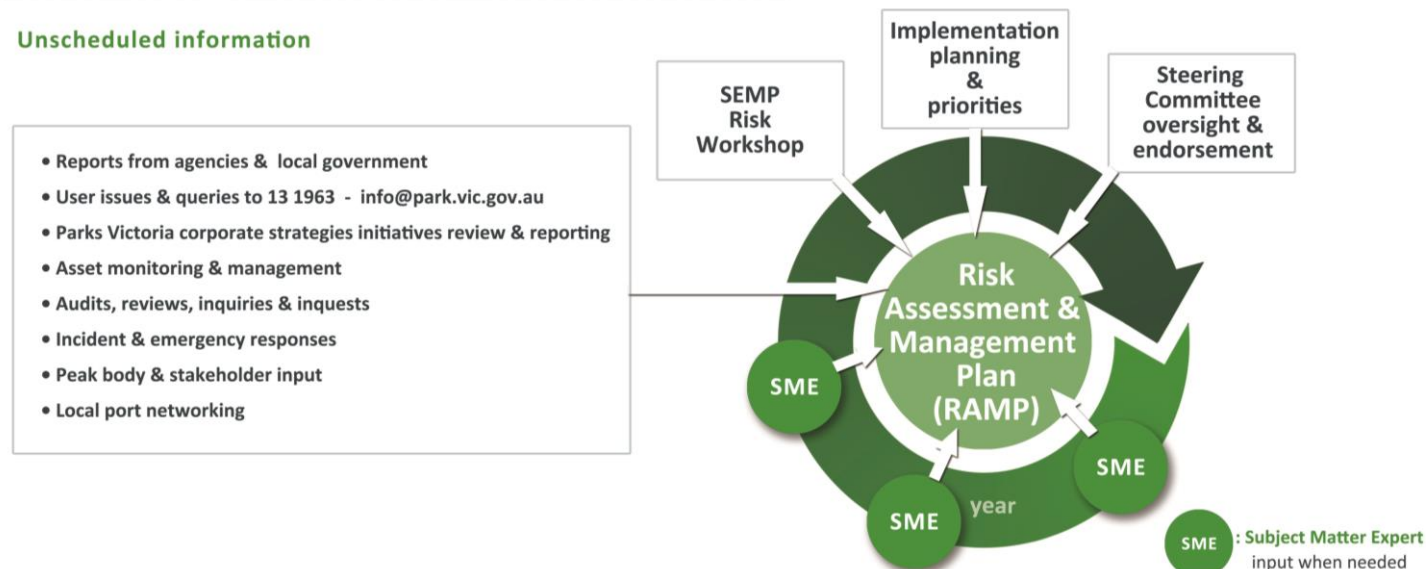 Unscheduled information
• Reports from agencies & local government
• User issues & queries to 13 1963 - info@park.vic.gov.au
• Parks Victoria corporate strategies initiatives review & reporting
• Asset monitoring & management
• Audits, reviews, inquiries & inquests
• Incident & emergency responses
• Peak body & stakeholder input
• Local port networking
SEMP
Risk
Workshop
Implementation
planning
&
priorities
Steering
Committee
oversight &
endorsement
Risk
Assessment &
Management
Plan
(RAMP)
SME
SME
SME
year
SME : Subject Matter Expert
input when needed